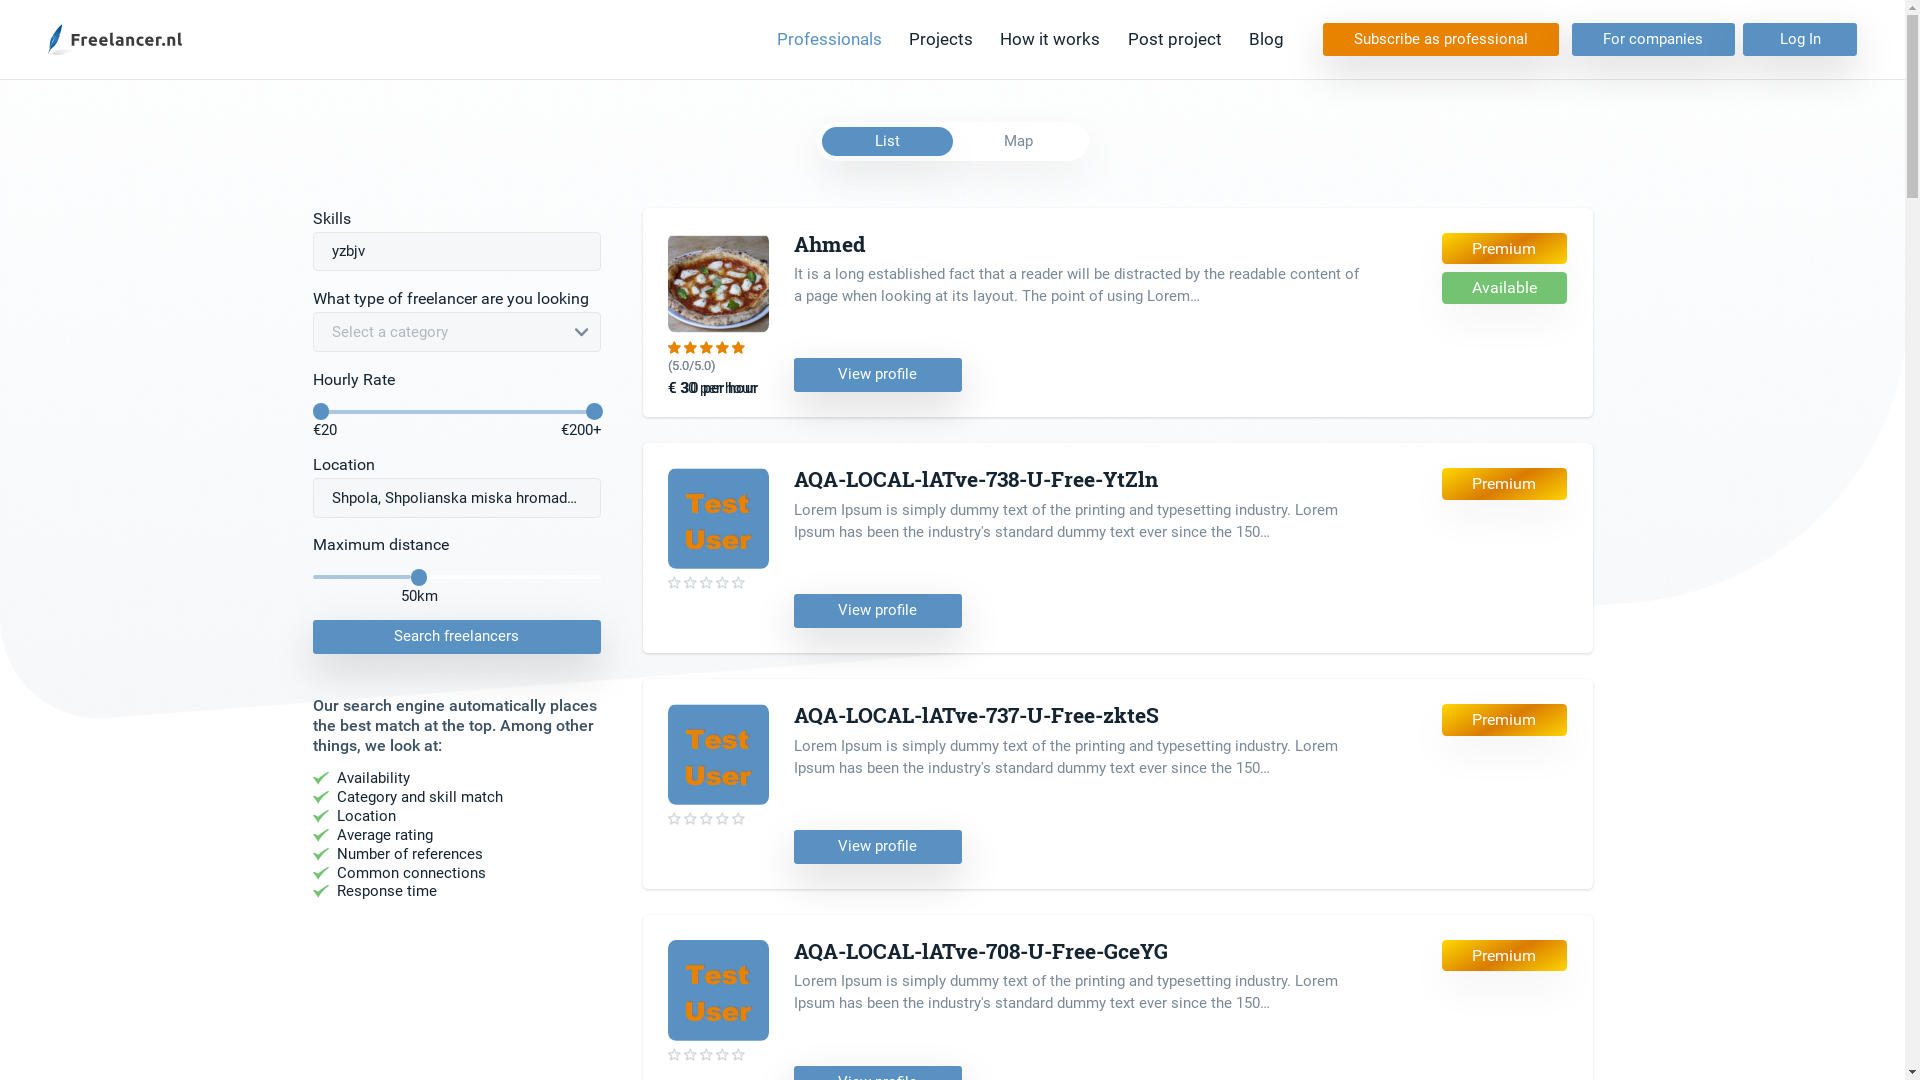 Freelancer.nl
Professionals
Projects
How it works
Post project
Blog
Subscribe as professional
For companies
Log In
List
Map
Skills
yzbjv
What type of freelancer are you looking
Select a category
Hourly Rate
€20
€200+
Location
Shpola, Shpolianska miska hromad...
Maximum distance
50km
Search freelancers
Our search engine automatically places
the best match at the top. Among other
things, we look at:
Availability
Category and skill match
Location
Average rating
Number of references
Common connections
Response time
Ahmed
It is a long established fact that a reader will be distracted by the readable content of
a page when looking at its layout. The point of using Lorem...
Premium
Available
(5.0/5.0)
€ 30 per hour
View profile
Test
User
AQA-LOCAL-lATve-738-U-Free-YtZln
Lorem Ipsum is simply dummy text of the printing and typesetting industry. Lorem
Ipsum has been the industry's standard dummy text ever since the 150...
Premium
View profile
Test
User
AQA-LOCAL-lATve-737-U-Free-zkteS
Lorem Ipsum is simply dummy text of the printing and typesetting industry. Lorem
Ipsum has been the industry's standard dummy text ever since the 150...
Premium
View profile
Test
User
AQA-LOCAL-lATve-708-U-Free-GceYG
Lorem Ipsum is simply dummy text of the printing and typesetting industry. Lorem
Ipsum has been the industry's standard dummy text ever since the 150...
Premium
View profile